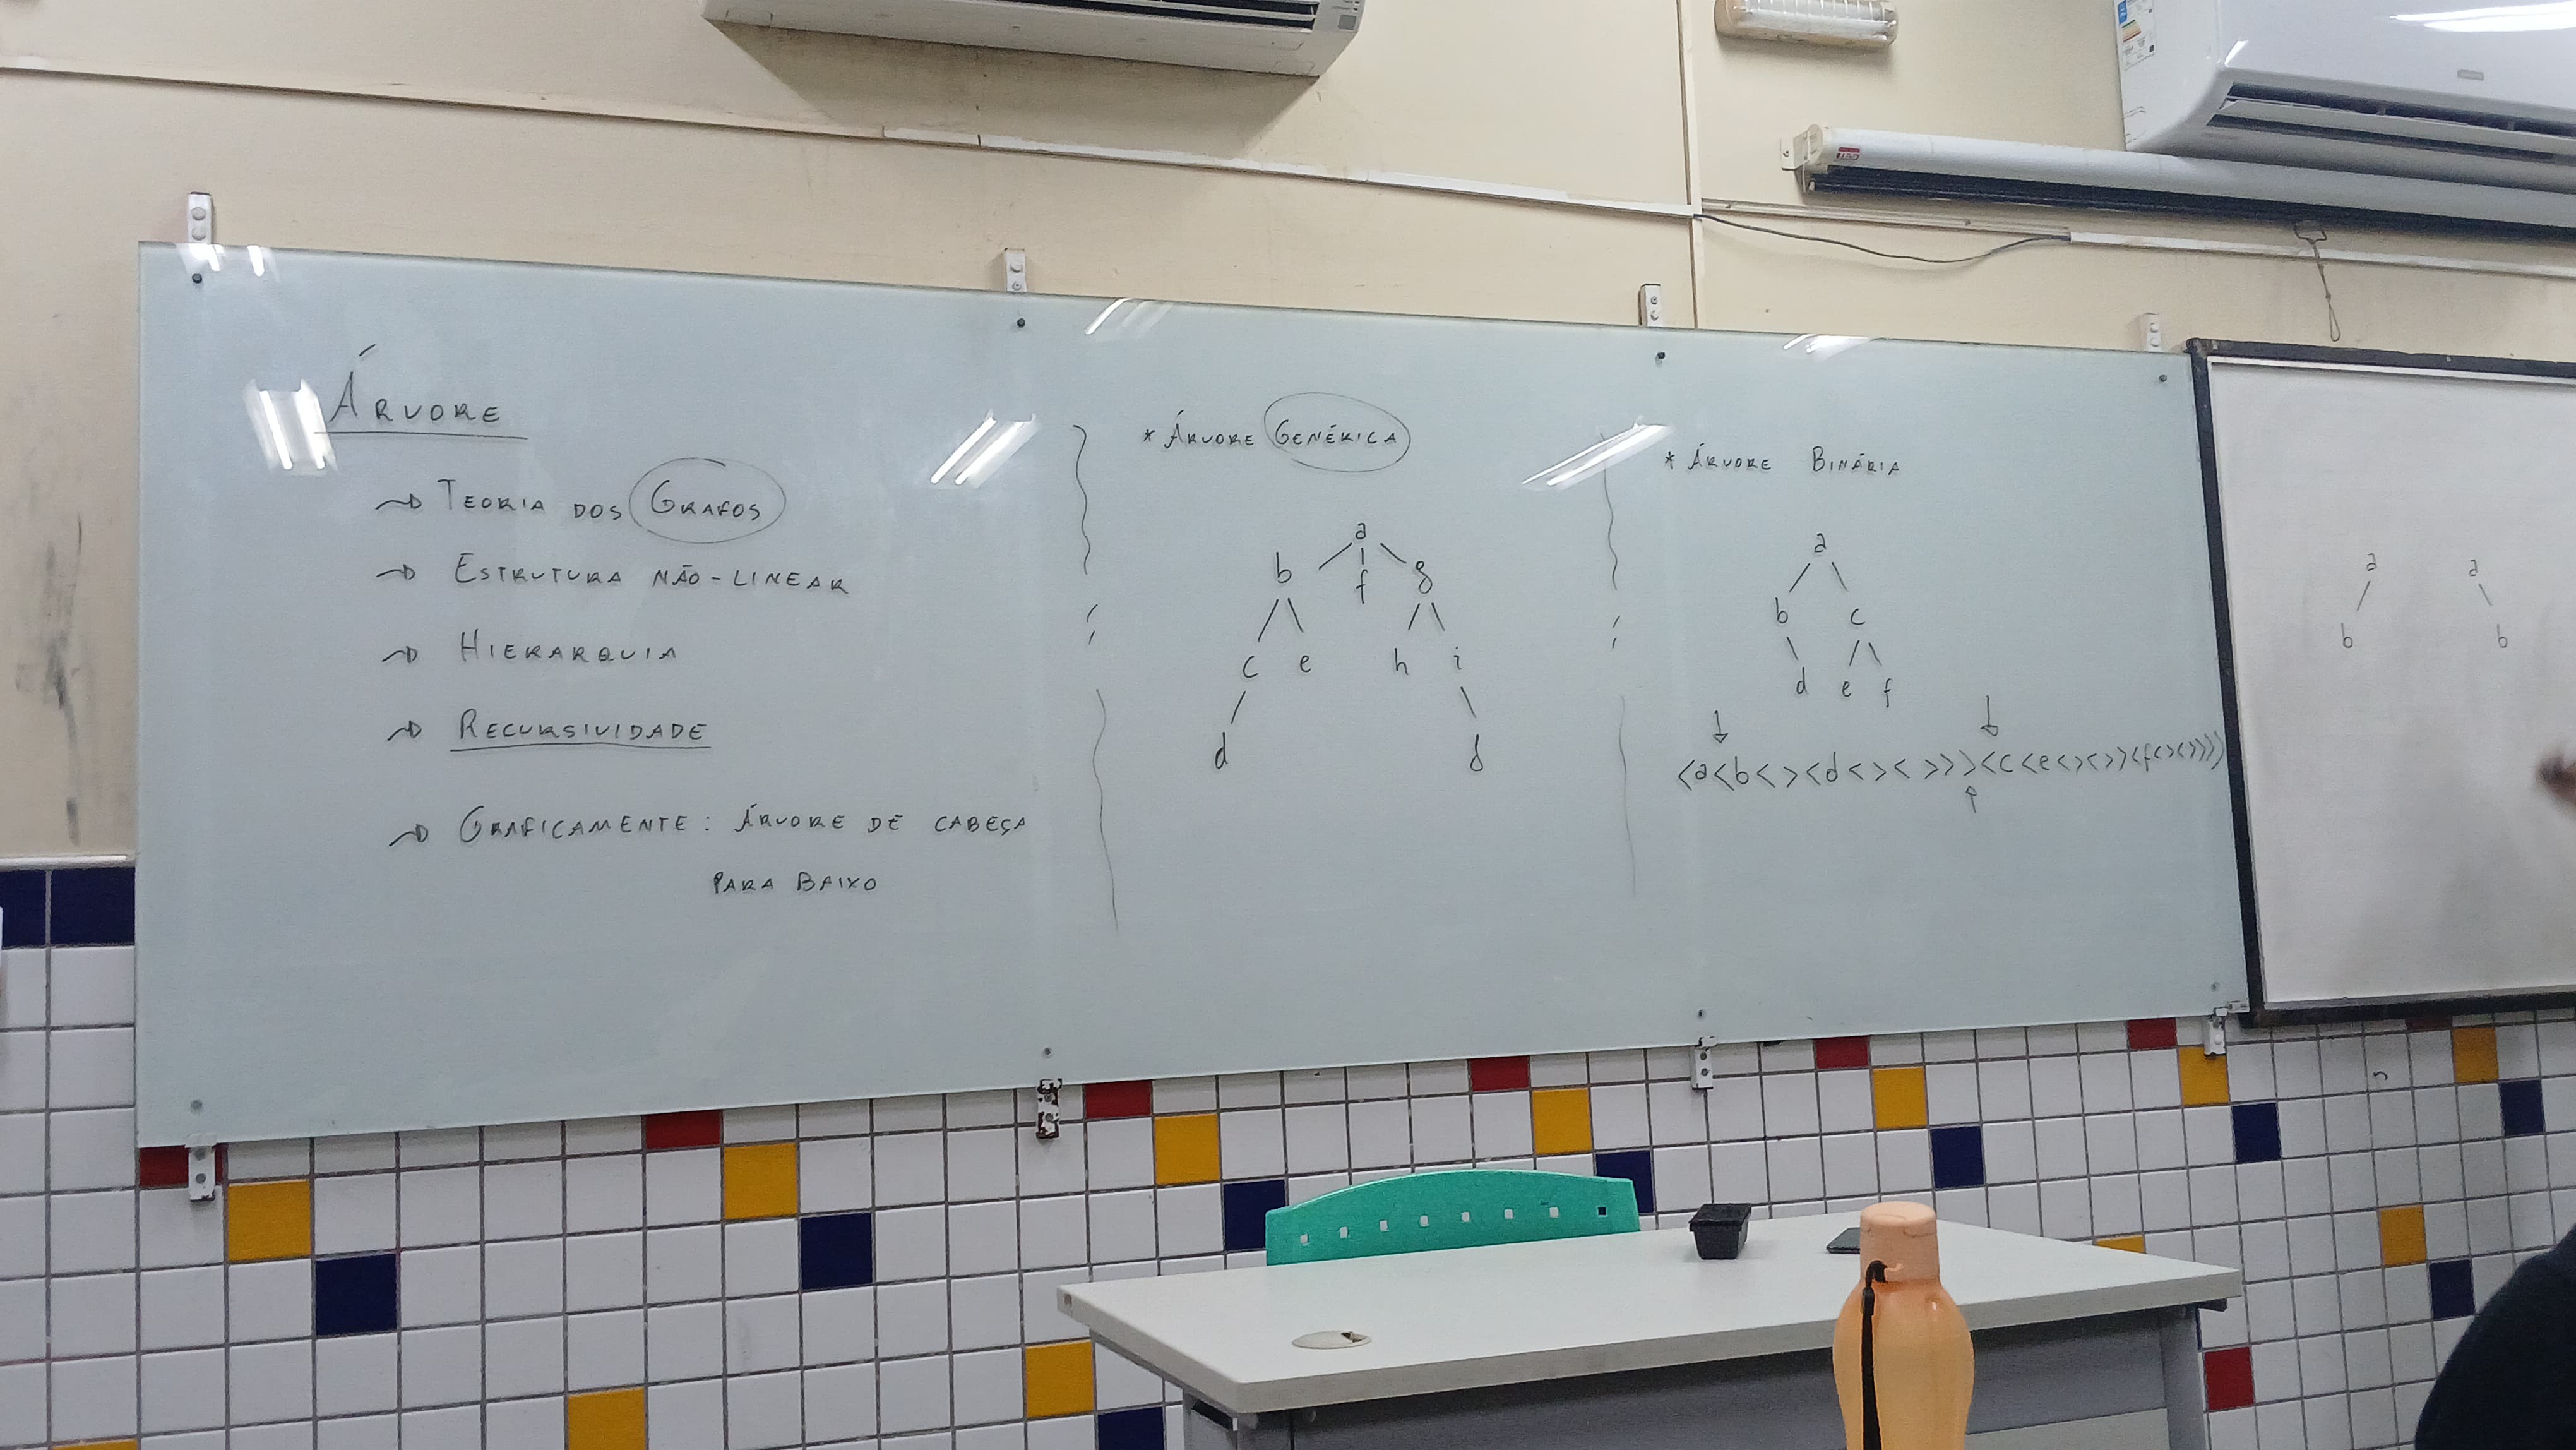 Árvore
Teoria dos Grafos
Estrutura não-linear
Hierarquia
Recursividade
Graficamente: Árvore de cabeça
para baixo
* Árvore Genérica
a
b f g
c e h i
d j
* Árvore Binária
a
b c
d e f
<a<b<><d<><>>><c<e<><>><f<><>>>>
a a
b b